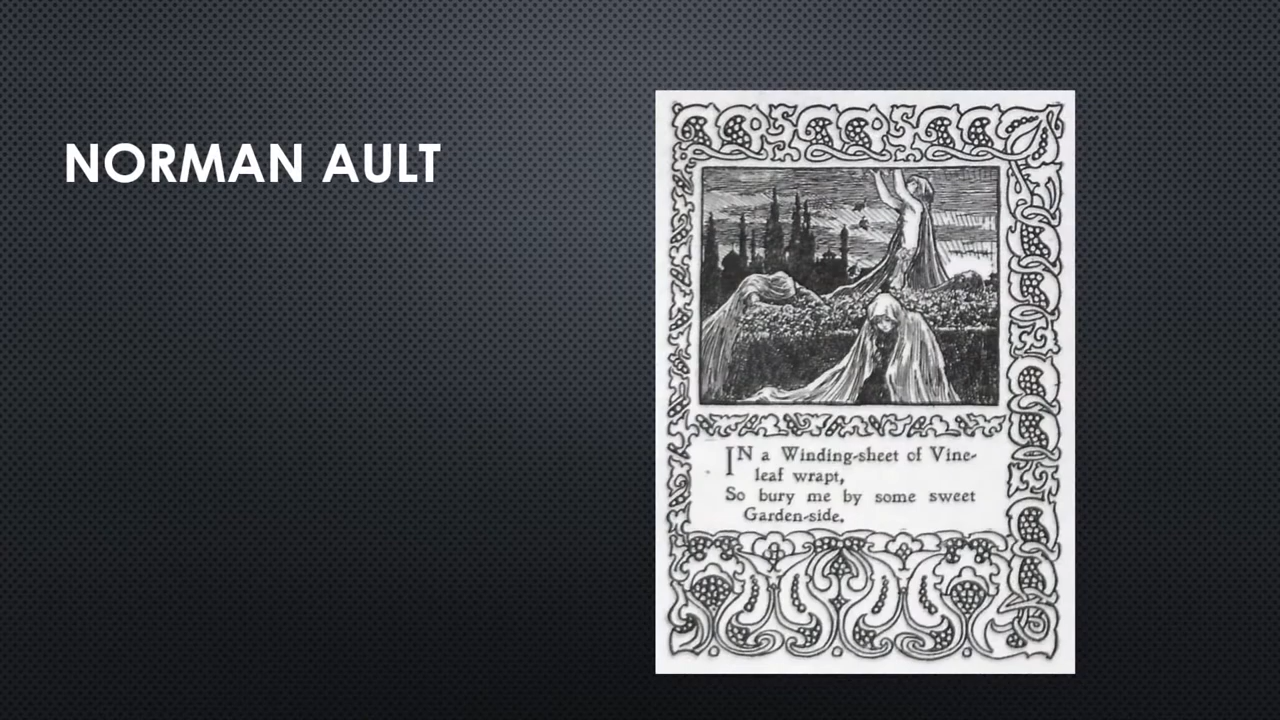 NORMAN AULT
IN a Winding-sheet of Vine-
leaf wrapt,
So bury me by some sweet
Garden-side.